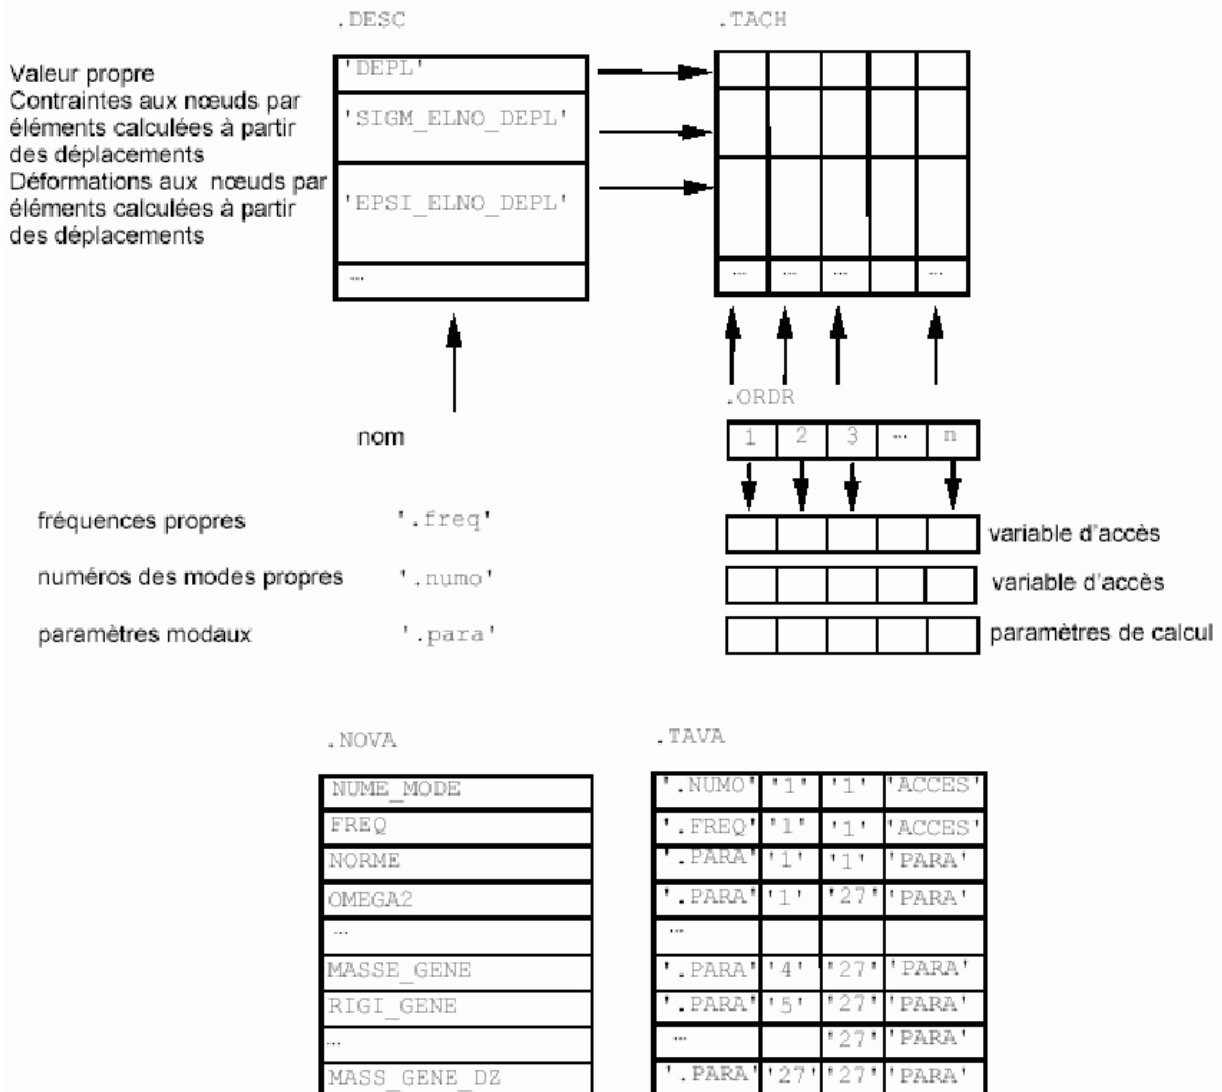 .DESC
.TACH
Valeur propre
Contraintes aux nœuds par
éléments calculées à partir
des déplacements
Déformations aux nœuds par
éléments calculées à partir
des déplacements
'DEPL'
'SIGM_ELNO_DEPL'
'EPSI_ELNO_DEPL'
...
... ... ... ...
.ORDR
1 2 3 ... n
nom
fréquences propres '.freq' variable d'accès
numéros des modes propres '.numo' variable d'accès
paramètres modaux '.para' paramètres de calcul
.NOVA
NUME_MODE
FREQ
NORME
OMEGA2
...
MASSE_GENE
RIGI_GENE
...
MASS_GENE_DZ
.TAVA
'.NUMO' '1' '1' 'ACCES'
'.FREQ' '1' '1' 'ACCES'
'.PARA' '1' '1' 'PARA'
'.PARA' '1' '27' 'PARA'
...
'.PARA' '4' '27' 'PARA'
'.PARA' '5' '27' 'PARA'
... '27' 'PARA'
'.PARA' '27' '27' 'PARA'